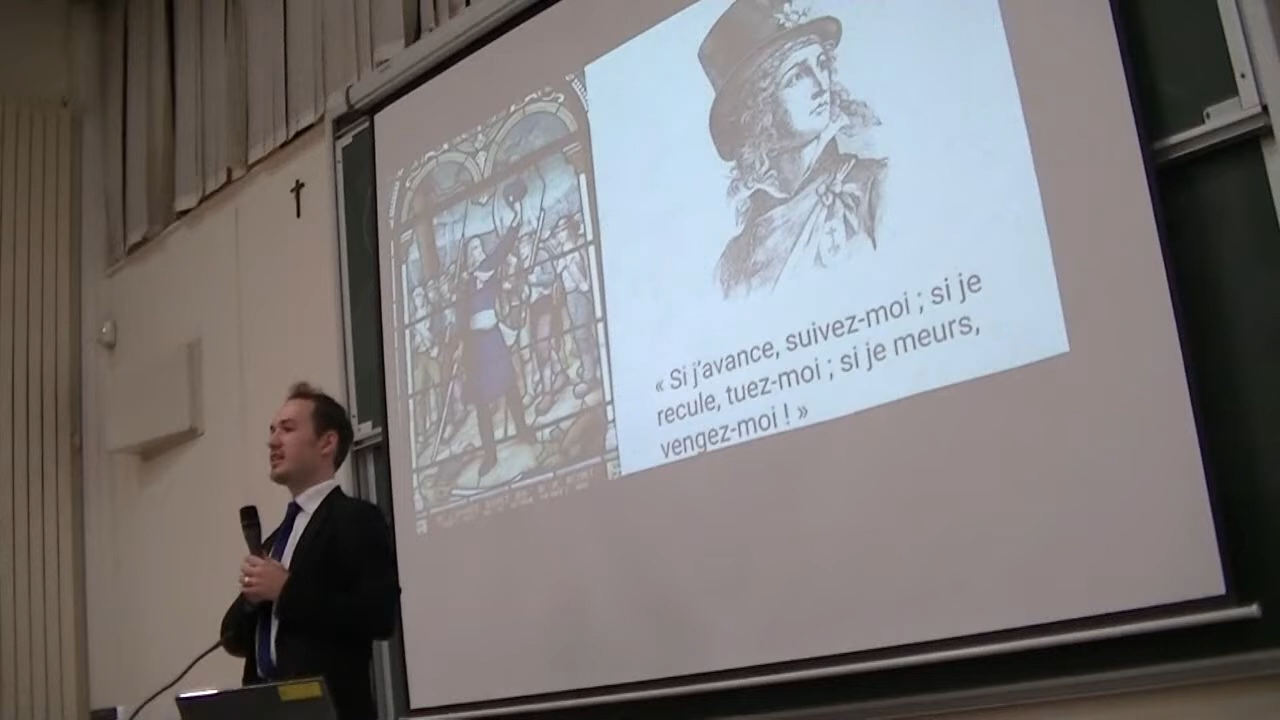 « Si j'avance, suivez-moi ; si je
recule, tuez-moi ; si je meurs,
vengez-moi ! »